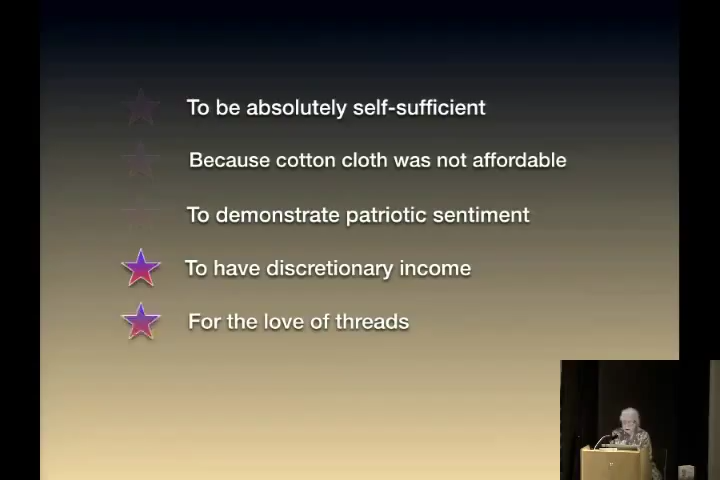 To be absolutely self-sufficient
Because cotton cloth was not affordable
To demonstrate patriotic sentiment
To have discretionary income
For the love of threads